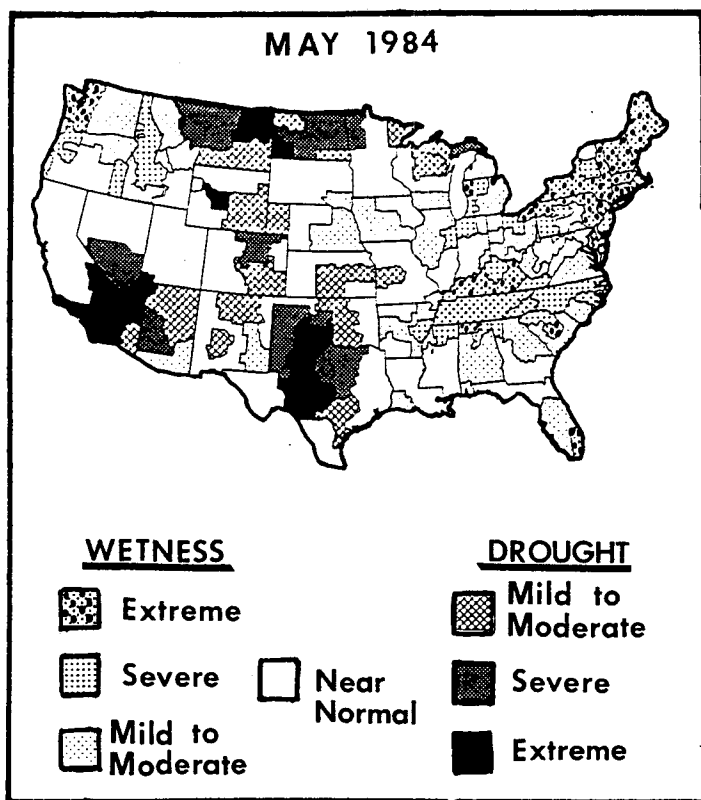 MAY 1984
WETNESS
Extreme
Severe
Mild to
Moderate
Near
Normal
DROUGHT
Mild to
Moderate
Severe
Extreme